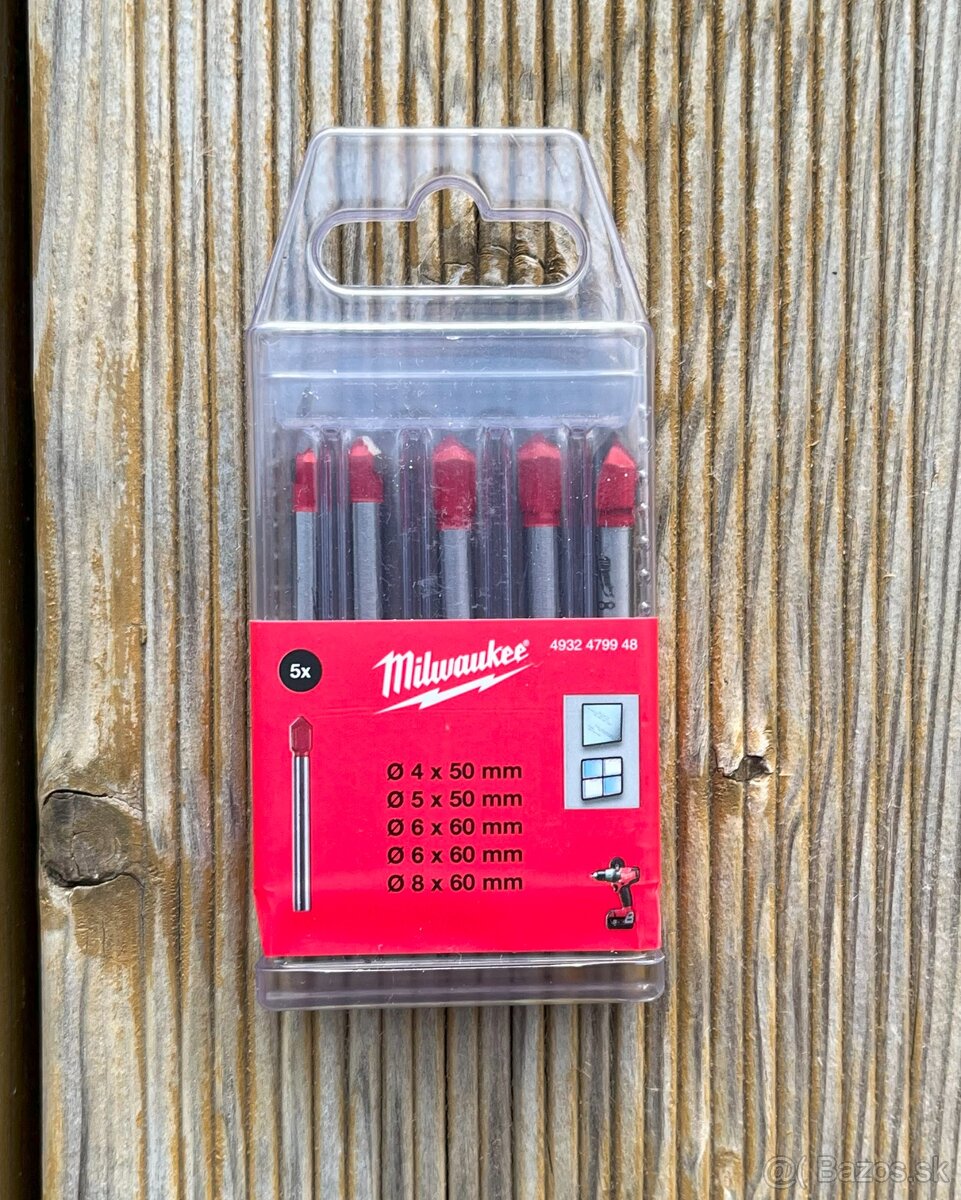 5x
Milwaukee®
4932 4799 48
Ø 4 x 50 mm
Ø 5 x 50 mm
Ø 6 x 60 mm
Ø 6 x 60 mm
Ø 8 x 60 mm
8
@( Bazos.sk